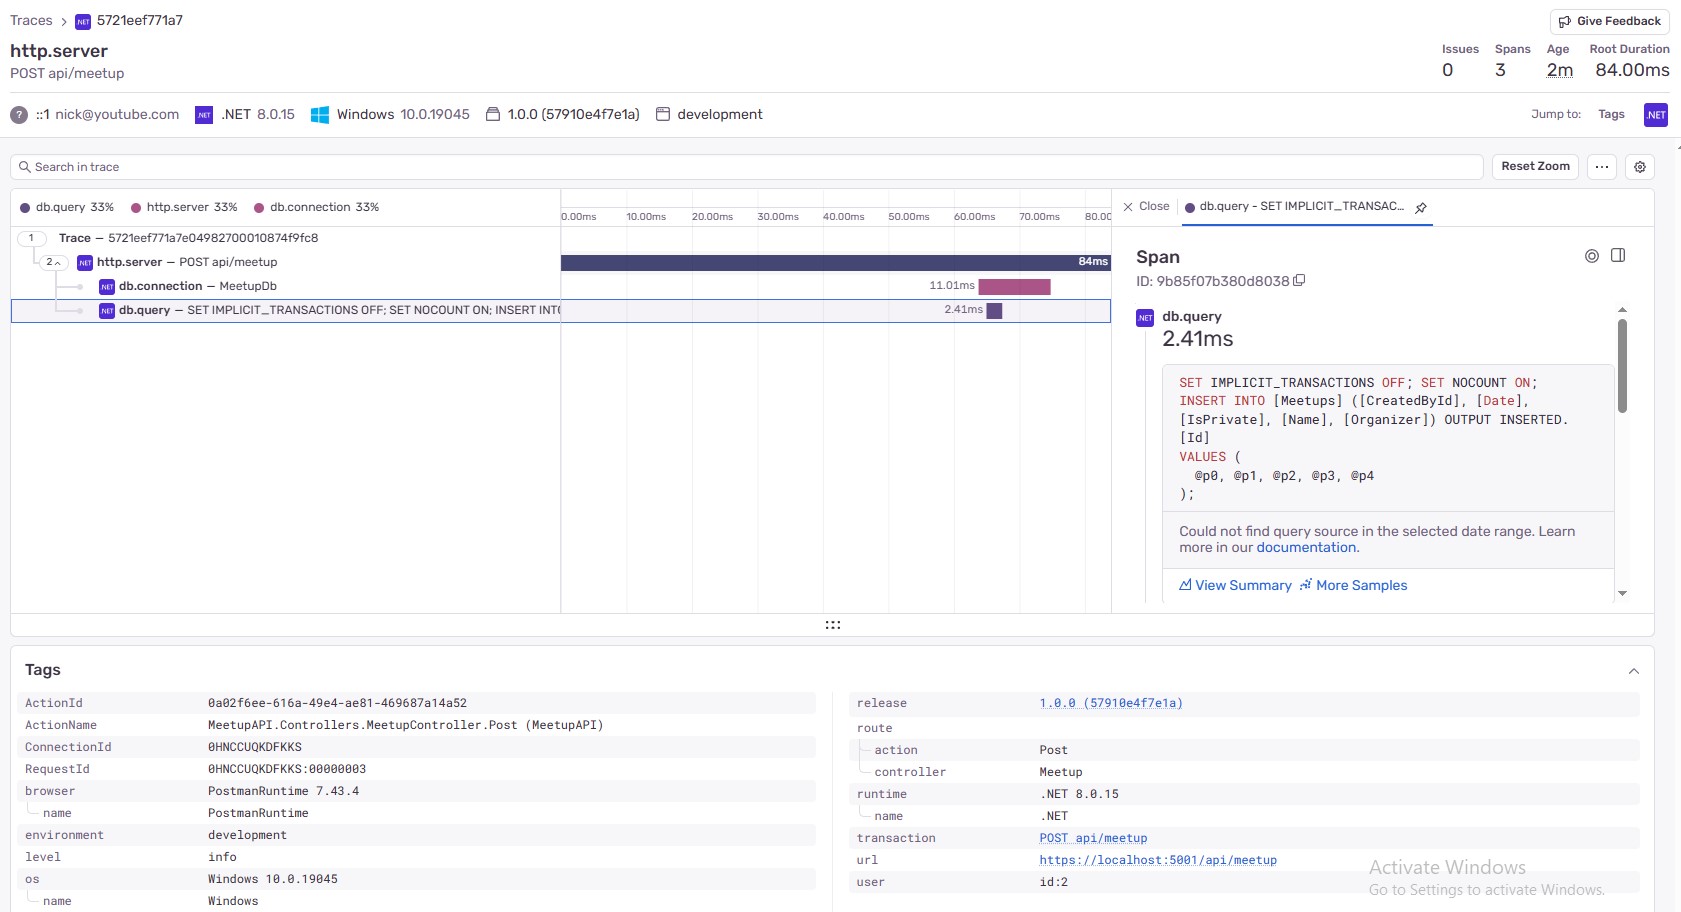 Traces > .NET 5721eef771a7
Give Feedback
http.server
POST api/meetup
Issues Spans Age Root Duration
0 3 2m 84.00ms
? ::1 nick@youtube.com .NET .NET 8.0.15 Windows 10.0.19045 1.0.0 (57910e4f7e1a) development
Jump to: Tags .NET
Search in trace
Reset Zoom
db.query 33% http.server 33% db.connection 33%
0.00ms 10.00ms 20.00ms 30.00ms 40.00ms 50.00ms 60.00ms 70.00ms 80.00
1 Trace — 5721eef771a7e04982700010874f9fc8
2 .NET http.server — POST api/meetup 84ms
.NET db.connection — MeetupDb 11.01ms
.NET db.query — SET IMPLICIT_TRANSACTIONS OFF; SET NOCOUNT ON; INSERT INTO 2.41ms
Close db.query - SET IMPLICIT_TRANSAC...
Span
ID: 9b85f07b380d8038
.NET db.query
2.41ms
SET IMPLICIT_TRANSACTIONS OFF; SET NOCOUNT ON;
INSERT INTO [Meetups] ([CreatedById], [Date],
[IsPrivate], [Name], [Organizer]) OUTPUT INSERTED.
[Id]
VALUES (
@p0, @p1, @p2, @p3, @p4
);
Could not find query source in the selected date range. Learn
more in our documentation.
View Summary More Samples
Tags
ActionId 0a02f6ee-616a-49e4-ae81-469687a14a52
ActionName MeetupAPI.Controllers.MeetupController.Post (MeetupAPI)
ConnectionId 0HNCCUQKDFKKS
RequestId 0HNCCUQKDFKKS:00000003
browser PostmanRuntime 7.43.4
name PostmanRuntime
environment development
level info
os Windows 10.0.19045
name Windows
release 1.0.0 (57910e4f7e1a)
route
action Post
controller Meetup
runtime .NET 8.0.15
name .NET
transaction POST api/meetup
url https://localhost:5001/api/meetup
user id:2
Activate Windows
Go to Settings to activate Windows.